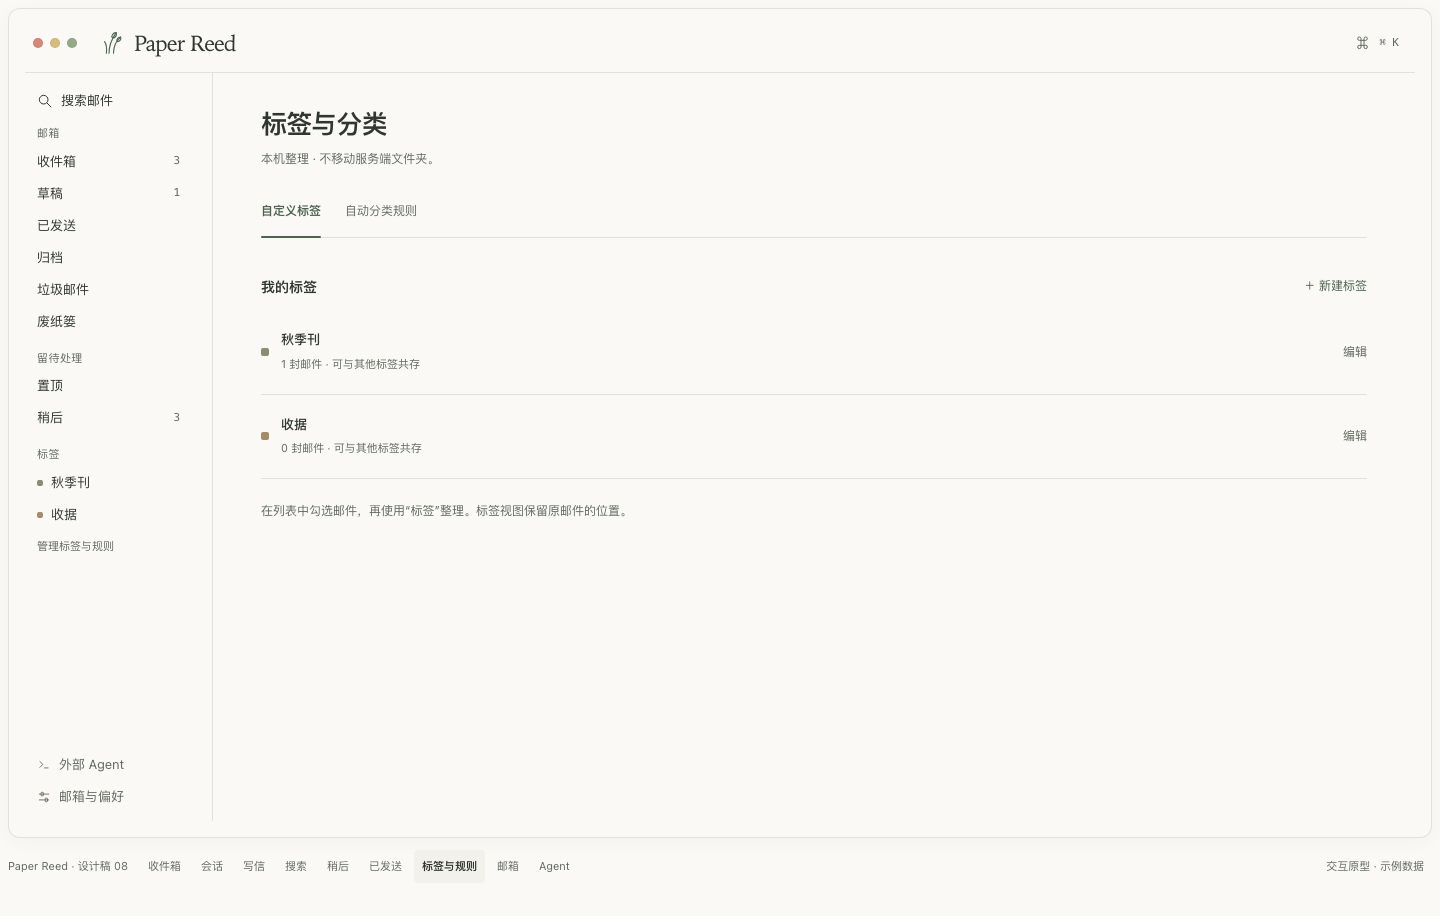 Paper Reed
⌘ ⌘ K
搜索邮件
邮箱
收件箱 3
草稿 1
已发送
归档
垃圾邮件
废纸篓
留待处理
置顶
稍后 3
标签
秋季刊
收据
管理标签与规则
外部 Agent
邮箱与偏好
标签与分类
本机整理 · 不移动服务端文件夹。
自定义标签 自动分类规则
我的标签 + 新建标签
秋季刊
1 封邮件 · 可与其他标签共存
编辑
收据
0 封邮件 · 可与其他标签共存
编辑
在列表中勾选邮件，再使用“标签”整理。标签视图保留原邮件的位置。
Paper Reed · 设计稿 08 收件箱 会话 写信 搜索 稍后 已发送 标签与规则 邮箱 Agent 交互原型 · 示例数据